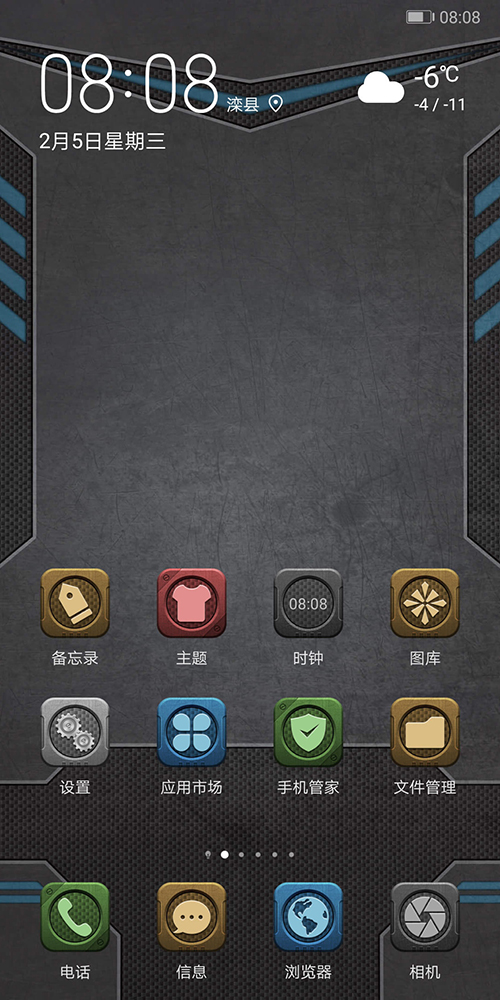 08:08
08:08
滦县
-6℃
-4 / -11
2月5日星期三
08:08
备忘录
主题
时钟
图库
设置
应用市场
手机管家
文件管理
电话
信息
浏览器
相机